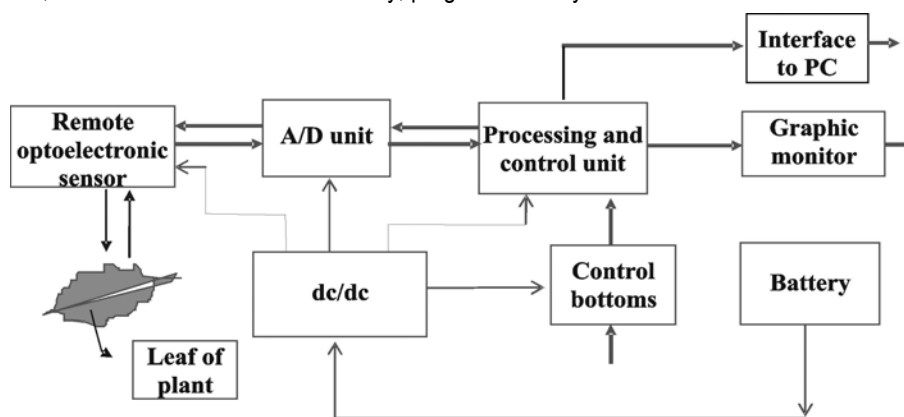 Interface
to PC
Remote
optoelectronic
sensor
A/D unit
Processing and
control unit
Graphic
monitor
dc/dc
Control
bottoms
Battery
Leaf of
plant